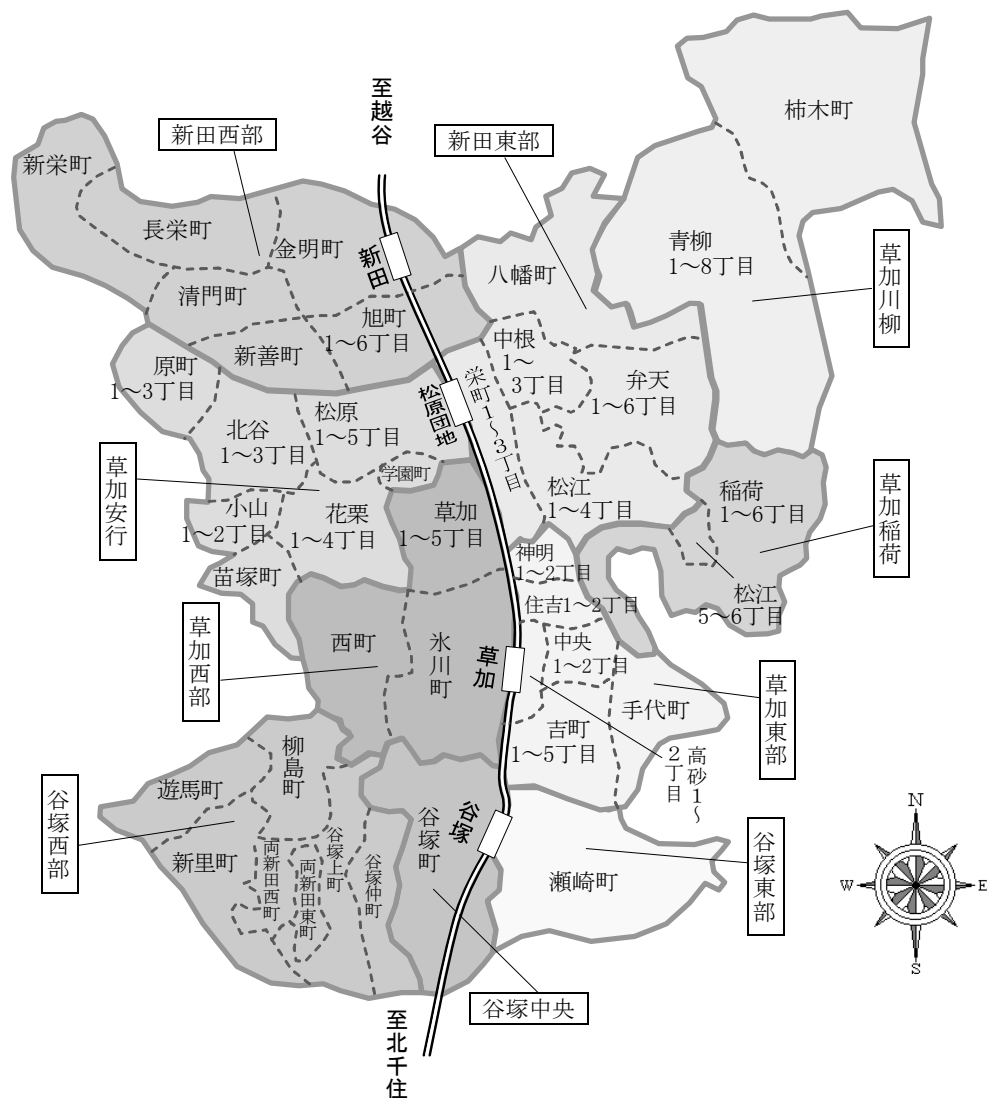 至越谷
新田西部
新田東部
柿木町
新栄町
長栄町
金明町
新田
青柳
1～8丁目
草加川柳
八幡町
清門町
旭町
1～6丁目
新善町
中根
1～
3丁目
原町
1～3丁目
松原団地
栄町1～3丁目
弁天
1～6丁目
松原
1～5丁目
北谷
1～3丁目
学園町
草加安行
草加稲荷
稲荷
1～6丁目
松江
1～4丁目
小山
1～2丁目
花栗
1～4丁目
草加
1～5丁目
神明
1～2丁目
苗塚町
松江
5～6丁目
住吉1～2丁目
草加西部
西町
氷川町
草加
中央
1～2丁目
草加東部
手代町
吉町
1～5丁目
高砂1～
2丁目
柳島町
遊馬町
谷塚西部
新里町
両新田西町
両新田東町
谷塚上町
谷塚仲町
谷塚町
谷塚
瀬崎町
谷塚東部
N
W
E
S
谷塚中央
至北千住